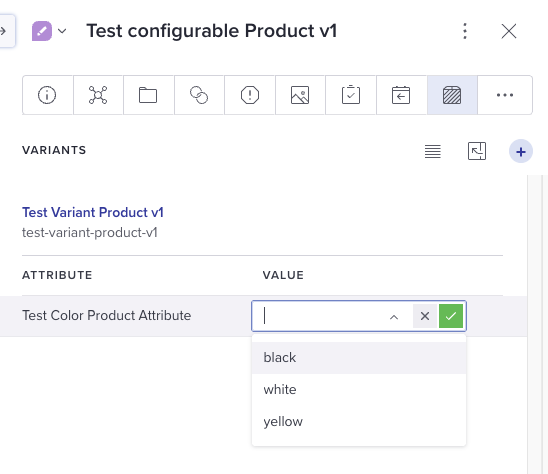 Test configurable Product v1
VARIANTS
Test Variant Product v1
test-variant-product-v1
ATTRIBUTE VALUE
Test Color Product Attribute
black
white
yellow